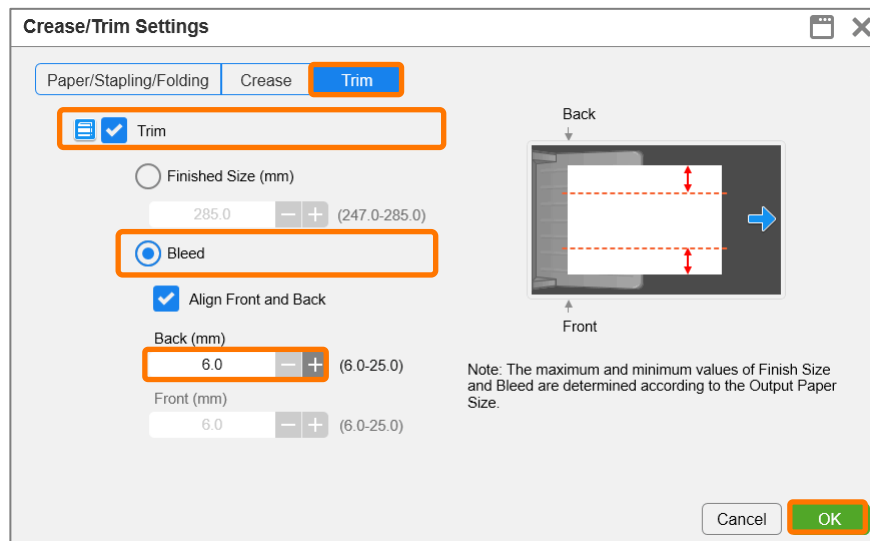 Crease/Trim Settings
Paper/Stapling/Folding Crease Trim
Trim
Finished Size (mm)
285.0 (247.0-285.0)
Bleed
Align Front and Back
Back (mm)
6.0 (6.0-25.0)
Front (mm)
6.0 (6.0-25.0)
Back
Front
Note: The maximum and minimum values of Finish Size
and Bleed are determined according to the Output Paper
Size.
Cancel OK